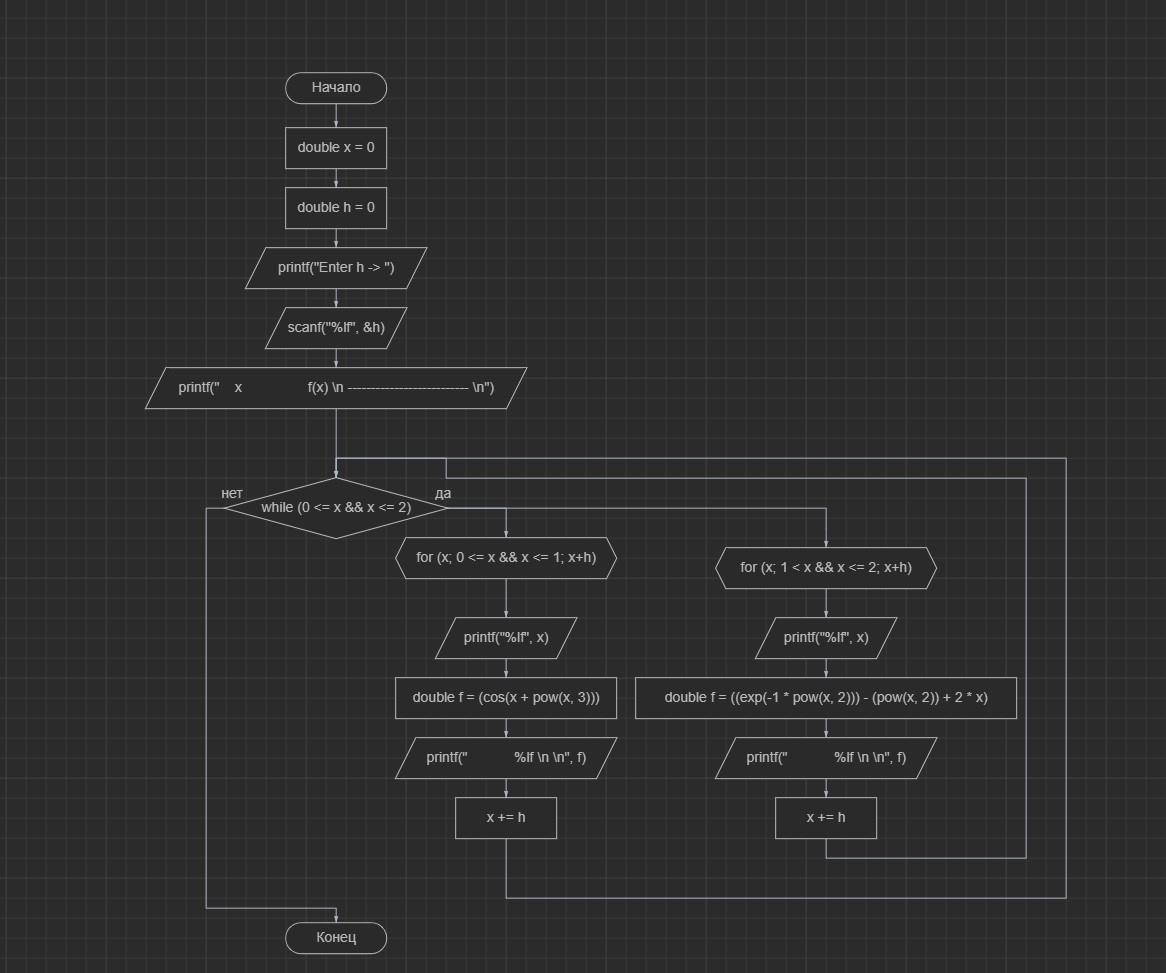 Начало
double x = 0
double h = 0
printf("Enter h -> ")
scanf("%lf", &h)
printf("    x                 f(x) \n -------------------------- \n")
нет
да
while (0 <= x && x <= 2)
for (x; 0 <= x && x <= 1; x+h)
for (x; 1 < x && x <= 2; x+h)
printf("%lf", x)
printf("%lf", x)
double f = (cos(x + pow(x, 3)))
double f = ((exp(-1 * pow(x, 2))) - (pow(x, 2)) + 2 * x)
printf("            %lf \n \n", f)
printf("            %lf \n \n", f)
x += h
x += h
Конец